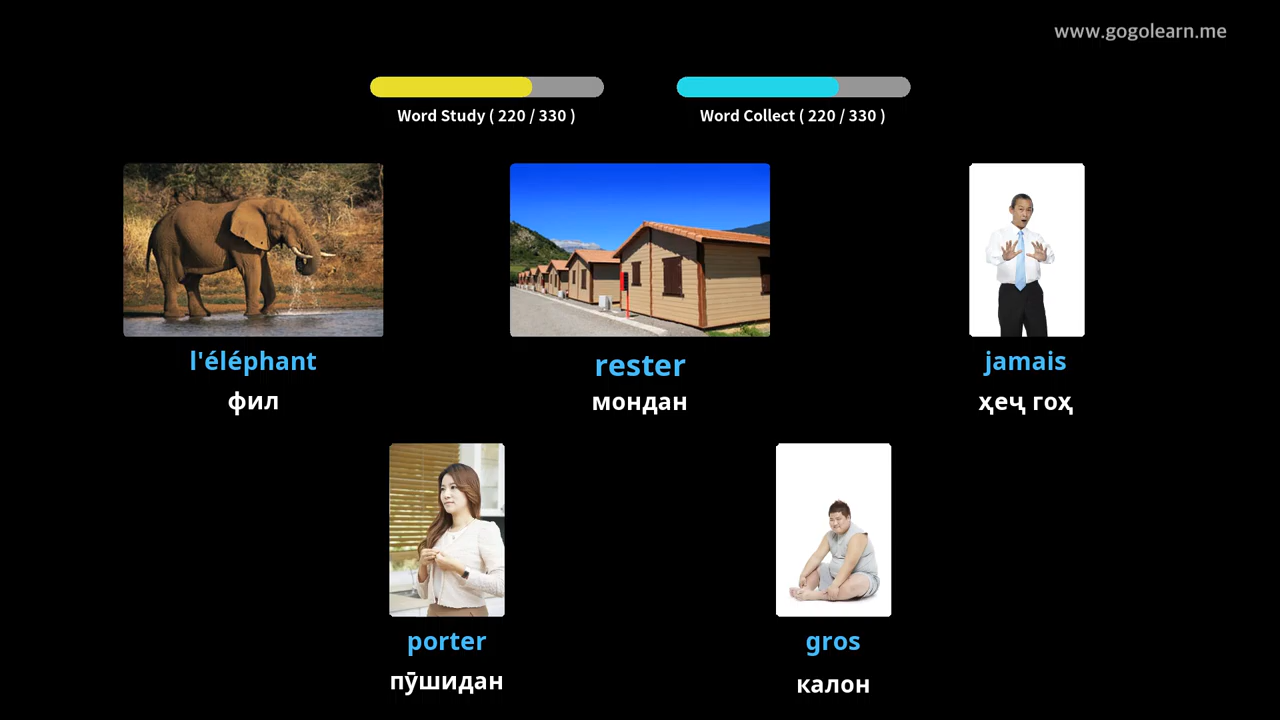 www.gogolearn.me
Word Study ( 220 / 330 )
Word Collect ( 220 / 330 )
l'éléphant
фил
rester
мондан
jamais
ҳеҷ гоҳ
porter
пӯшидан
gros
калон